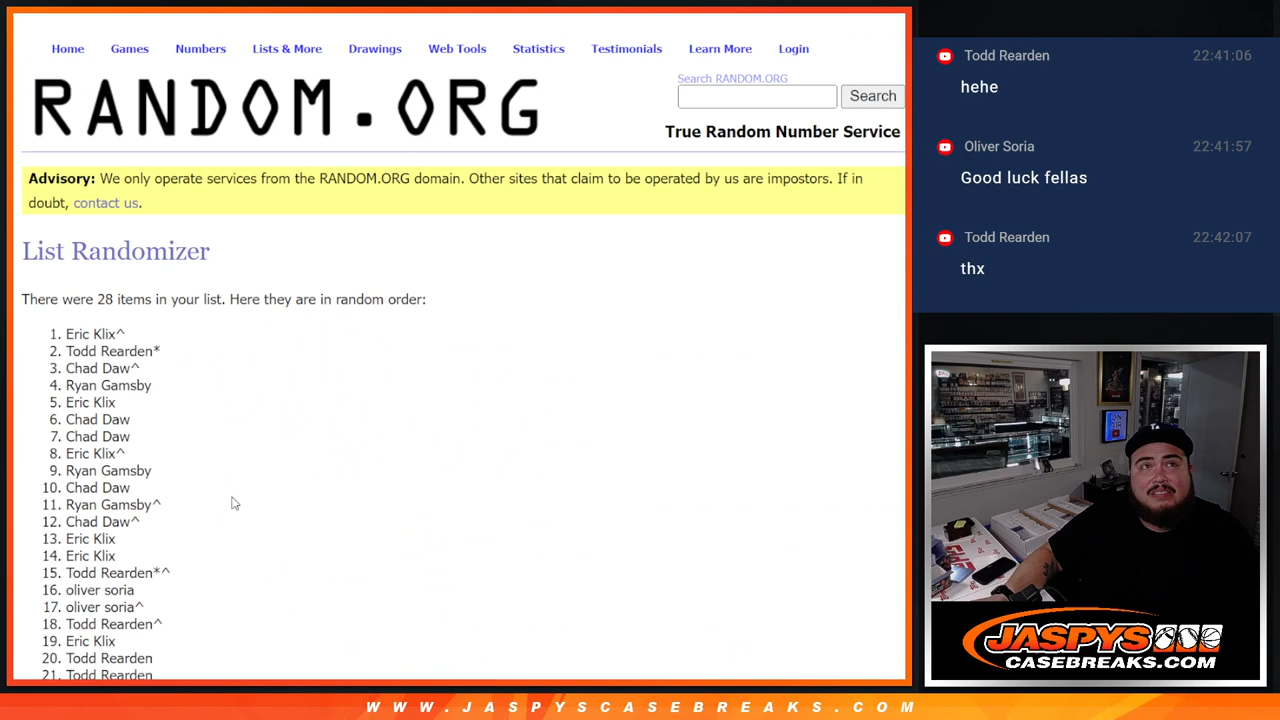 Home Games Numbers Lists & More Drawings Web Tools Statistics Testimonials Learn More Login
RANDOM.ORG
Search RANDOM.ORG
Search
True Random Number Service
Advisory: We only operate services from the RANDOM.ORG domain. Other sites that claim to be operated by us are impostors. If in
doubt, contact us.
List Randomizer
There were 28 items in your list. Here they are in random order:
1. Eric Klix^
2. Todd Rearden*
3. Chad Daw^
4. Ryan Gamsby
5. Eric Klix
6. Chad Daw
7. Chad Daw
8. Eric Klix^
9. Ryan Gamsby
10. Chad Daw
11. Ryan Gamsby^
12. Chad Daw^
13. Eric Klix
14. Eric Klix
15. Todd Rearden*^
16. oliver soria
17. oliver soria^
18. Todd Rearden^
19. Eric Klix
20. Todd Rearden
21. Todd Rearden
Todd Rearden 22:41:06
hehe
Oliver Soria 22:41:57
Good luck fellas
Todd Rearden 22:42:07
thx
JASPYS
CASEBREAKS.COM
WWW.JASPYSCASEBREAKS.COM